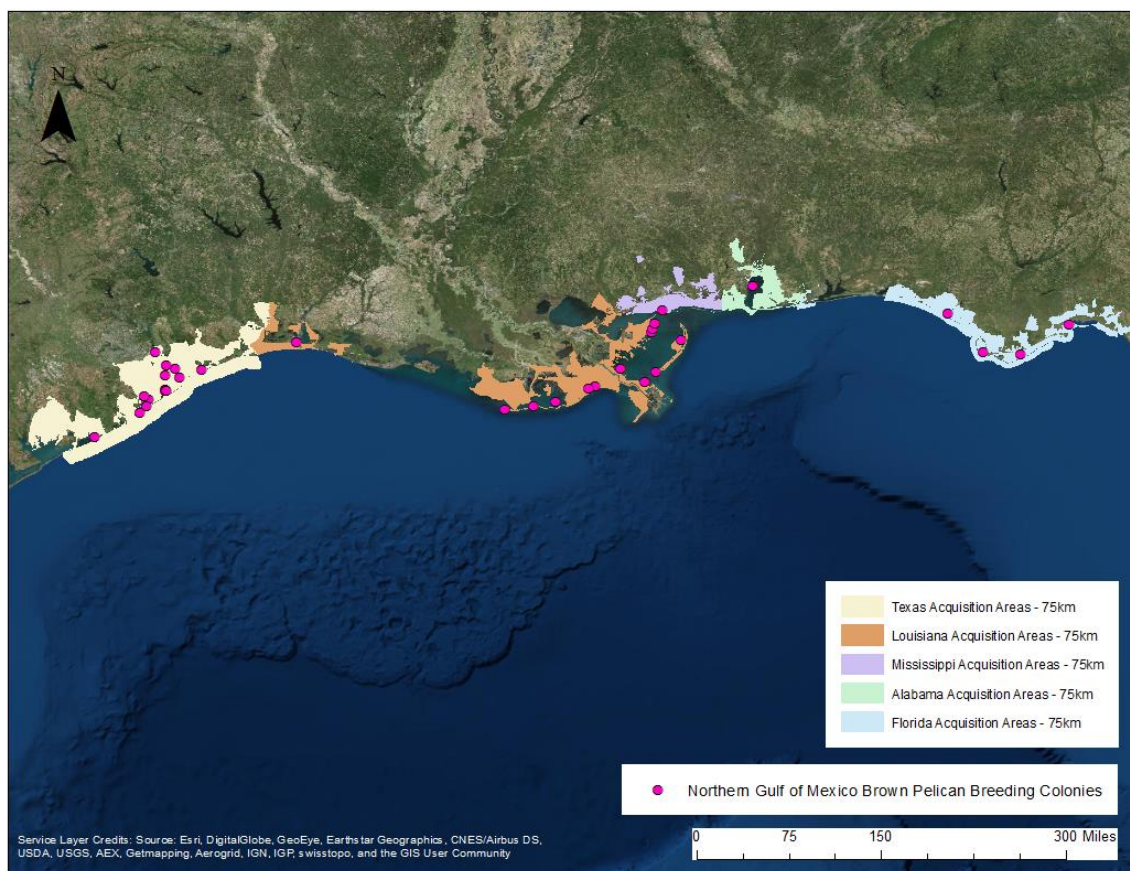 N
Texas Acquisition Areas - 75km
Louisiana Acquisition Areas - 75km
Mississippi Acquisition Areas - 75km
Alabama Acquisition Areas - 75km
Florida Acquisition Areas - 75km
Northern Gulf of Mexico Brown Pelican Breeding Colonies
0 75 150 300 Miles
Service Layer Credits: Source: Esri, DigitalGlobe, GeoEye, Earthstar Geographics, CNES/Airbus DS,
USDA, USGS, AEX, Getmapping, Aerogrid, IGN, IGP, swisstopo, and the GIS User Community